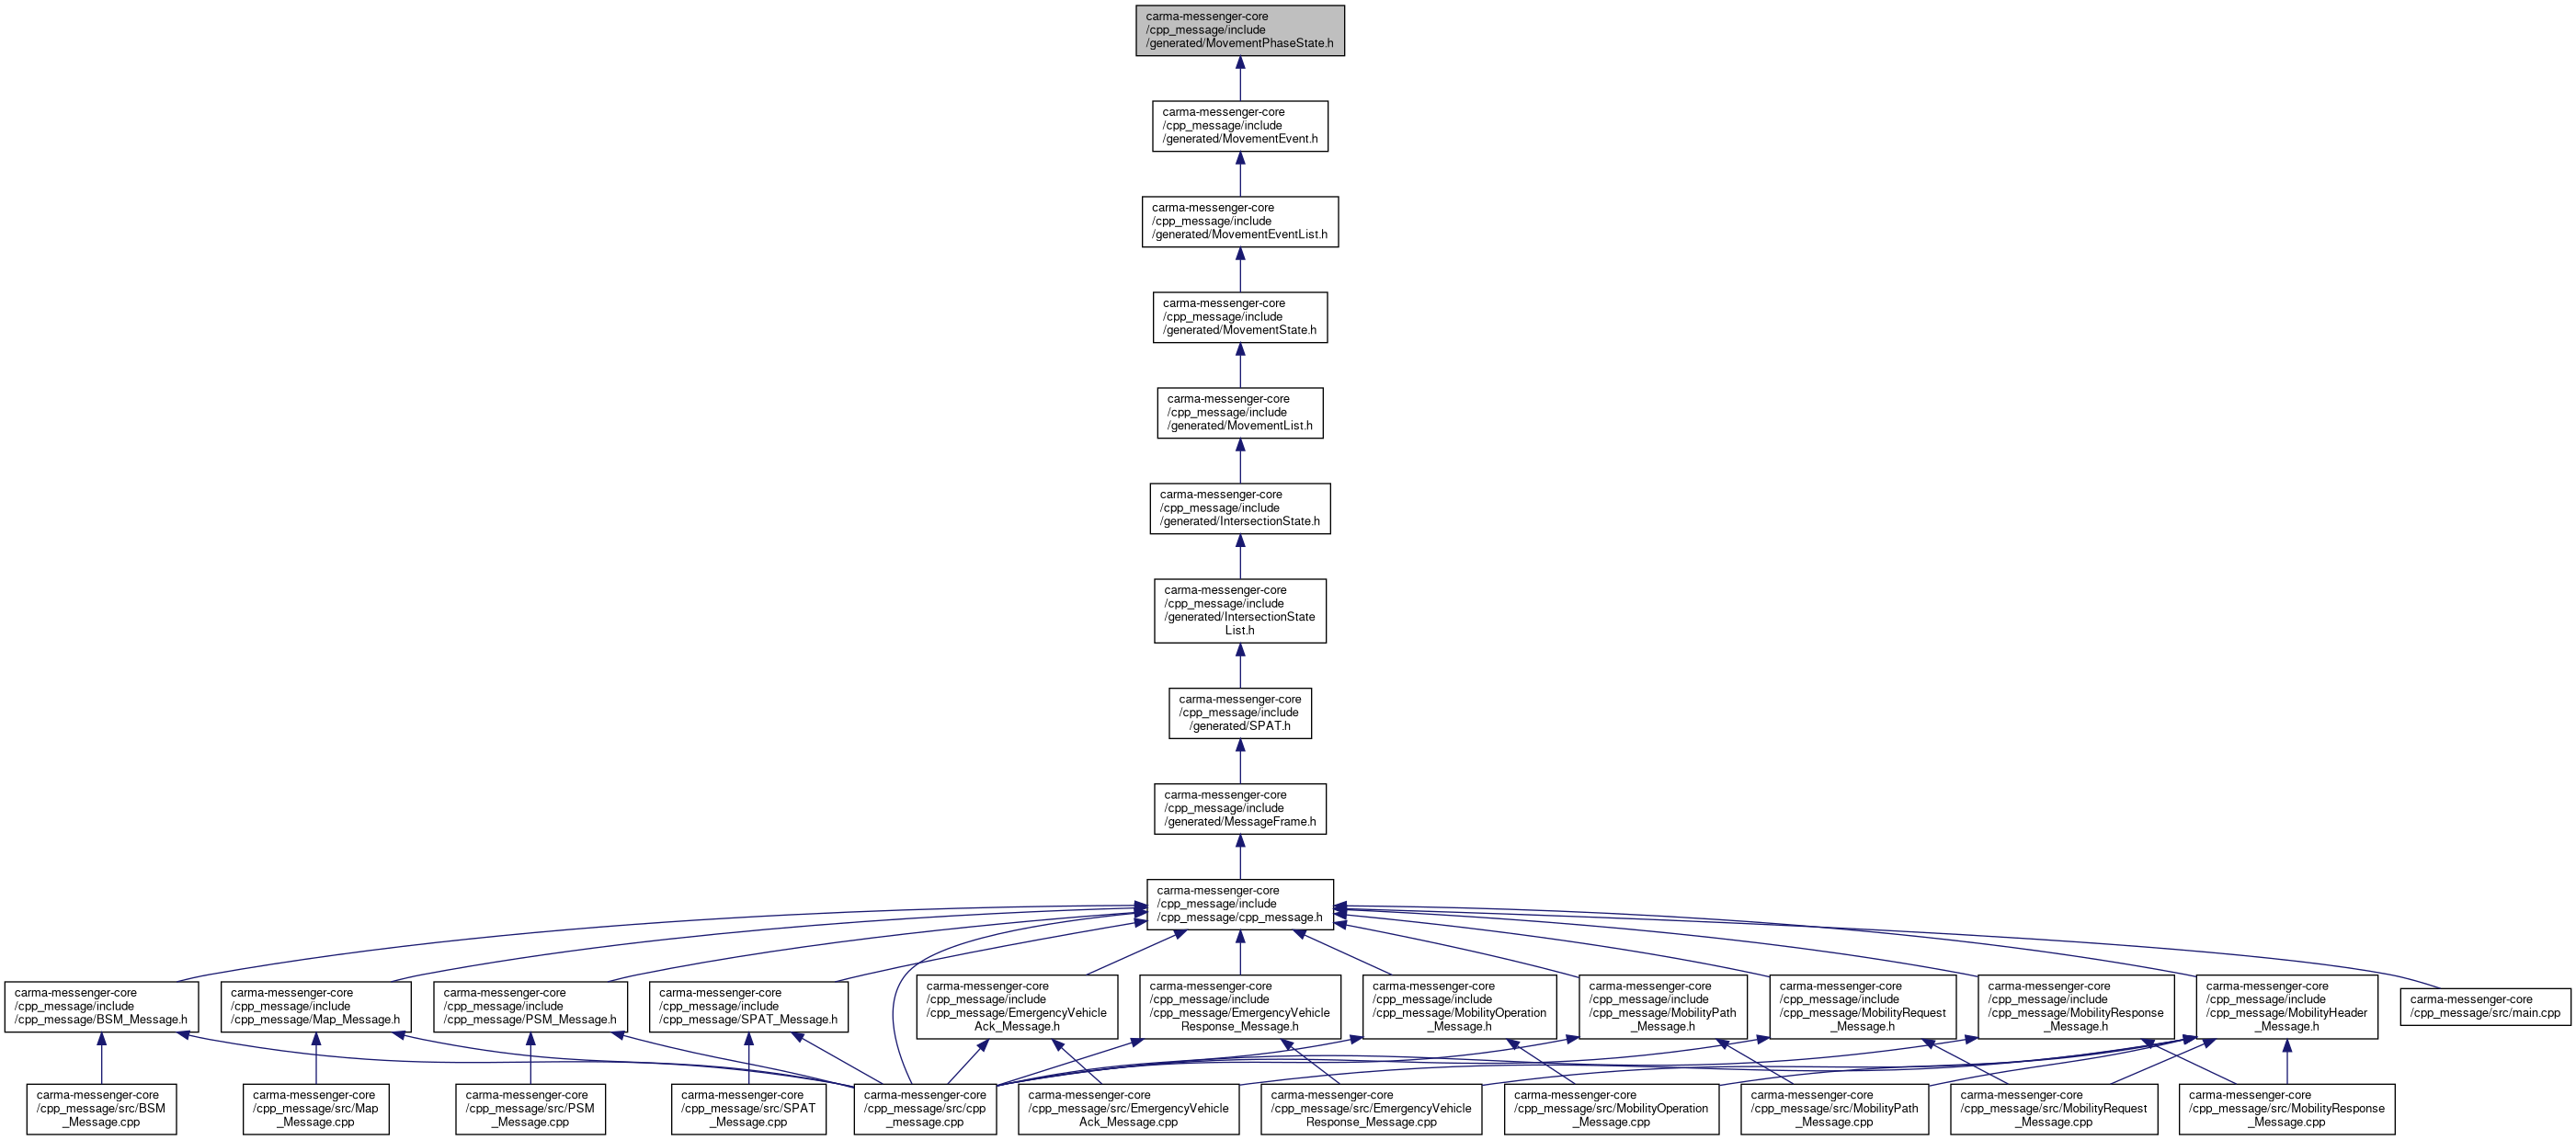 carma-messenger-core
/cpp_message/include
/generated/MovementPhaseState.h
carma-messenger-core
/cpp_message/include
/generated/MovementEvent.h
carma-messenger-core
/cpp_message/include
/generated/MovementEventList.h
carma-messenger-core
/cpp_message/include
/generated/MovementState.h
carma-messenger-core
/cpp_message/include
/generated/MovementList.h
carma-messenger-core
/cpp_message/include
/generated/IntersectionState.h
carma-messenger-core
/cpp_message/include
/generated/IntersectionState
List.h
carma-messenger-core
/cpp_message/include
/generated/SPAT.h
carma-messenger-core
/cpp_message/include
/generated/MessageFrame.h
carma-messenger-core
/cpp_message/include
/cpp_message/cpp_message.h
carma-messenger-core
/cpp_message/include
/cpp_message/BSM_Message.h
carma-messenger-core
/cpp_message/include
/cpp_message/Map_Message.h
carma-messenger-core
/cpp_message/include
/cpp_message/PSM_Message.h
carma-messenger-core
/cpp_message/include
/cpp_message/SPAT_Message.h
carma-messenger-core
/cpp_message/include
/cpp_message/EmergencyVehicle
Ack_Message.h
carma-messenger-core
/cpp_message/include
/cpp_message/EmergencyVehicle
Response_Message.h
carma-messenger-core
/cpp_message/include
/cpp_message/MobilityOperation
_Message.h
carma-messenger-core
/cpp_message/include
/cpp_message/MobilityPath
_Message.h
carma-messenger-core
/cpp_message/include
/cpp_message/MobilityRequest
_Message.h
carma-messenger-core
/cpp_message/include
/cpp_message/MobilityResponse
_Message.h
carma-messenger-core
/cpp_message/include
/cpp_message/MobilityHeader
_Message.h
carma-messenger-core
/cpp_message/src/main.cpp
carma-messenger-core
/cpp_message/src/BSM
_Message.cpp
carma-messenger-core
/cpp_message/src/Map
_Message.cpp
carma-messenger-core
/cpp_message/src/PSM
_Message.cpp
carma-messenger-core
/cpp_message/src/SPAT
_Message.cpp
carma-messenger-core
/cpp_message/src/cpp
_message.cpp
carma-messenger-core
/cpp_message/src/EmergencyVehicle
Ack_Message.cpp
carma-messenger-core
/cpp_message/src/EmergencyVehicle
Response_Message.cpp
carma-messenger-core
/cpp_message/src/MobilityOperation
_Message.cpp
carma-messenger-core
/cpp_message/src/MobilityPath
_Message.cpp
carma-messenger-core
/cpp_message/src/MobilityRequest
_Message.cpp
carma-messenger-core
/cpp_message/src/MobilityResponse
_Message.cpp